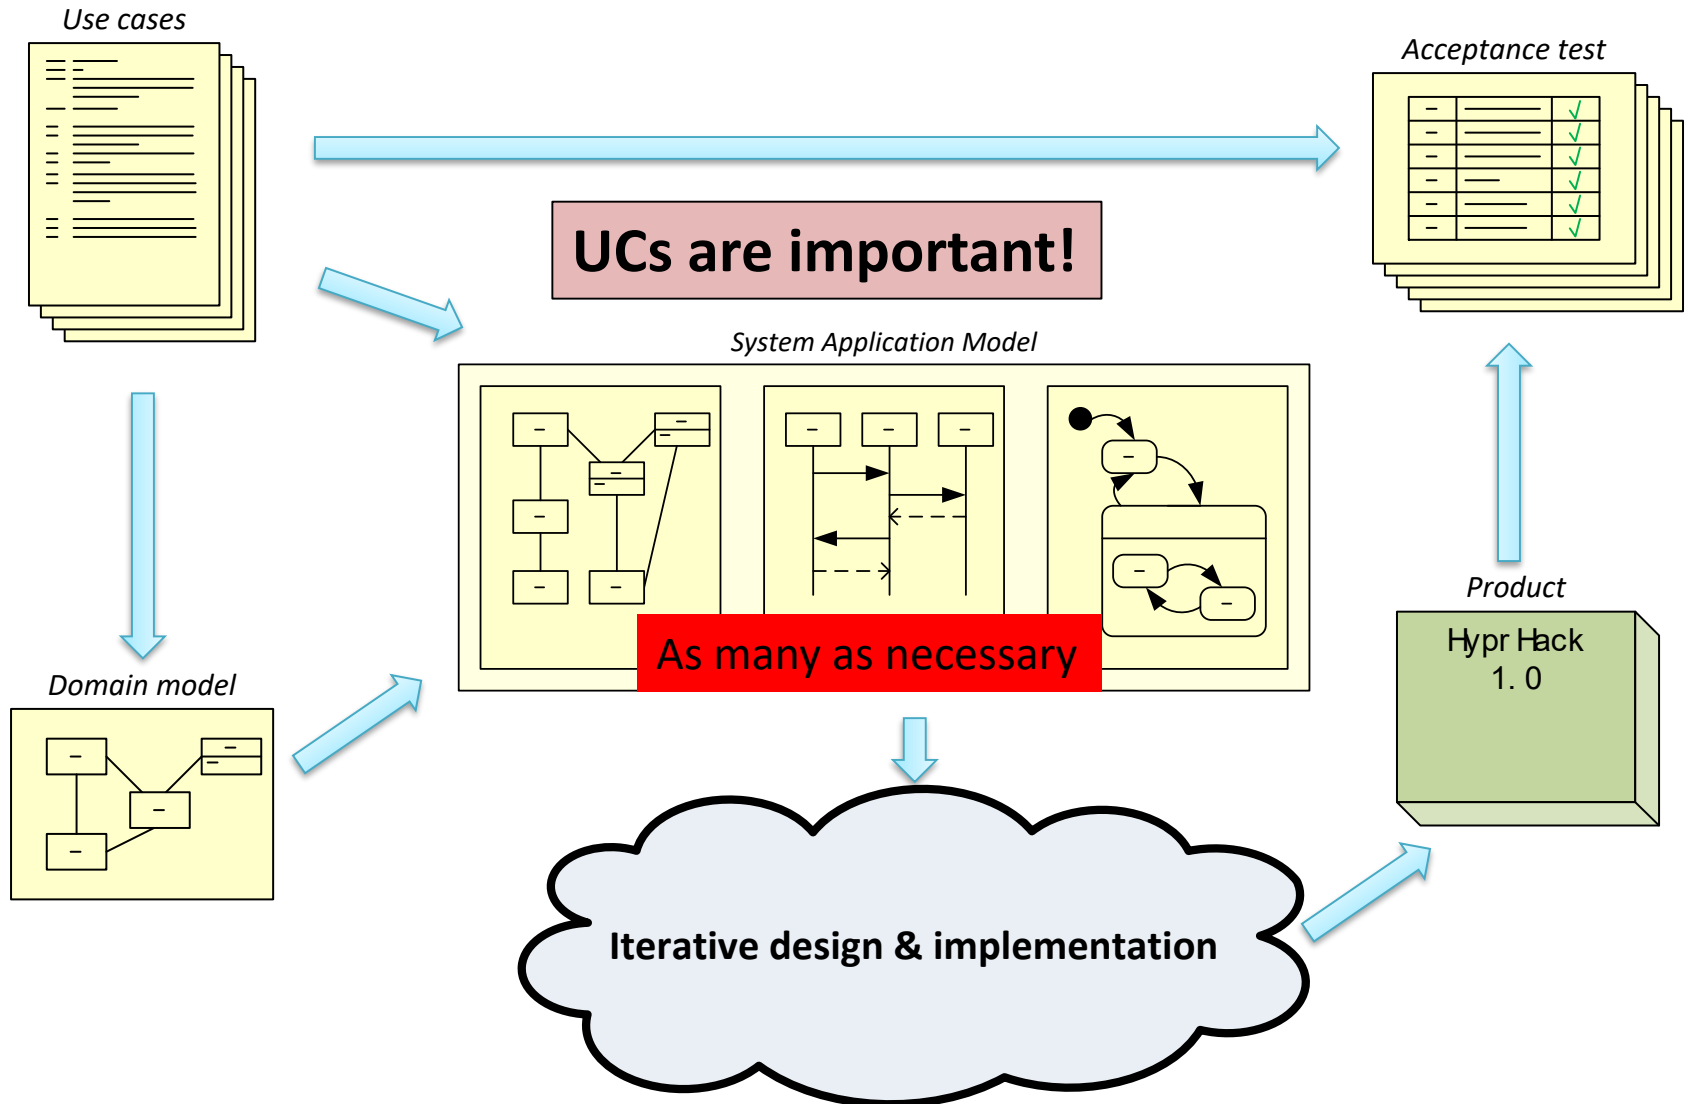 Use cases
Acceptance test
UCs are important!
System Application Model
As many as necessary
Product
Hypr Hack
1. 0
Domain model
Iterative design & implementation